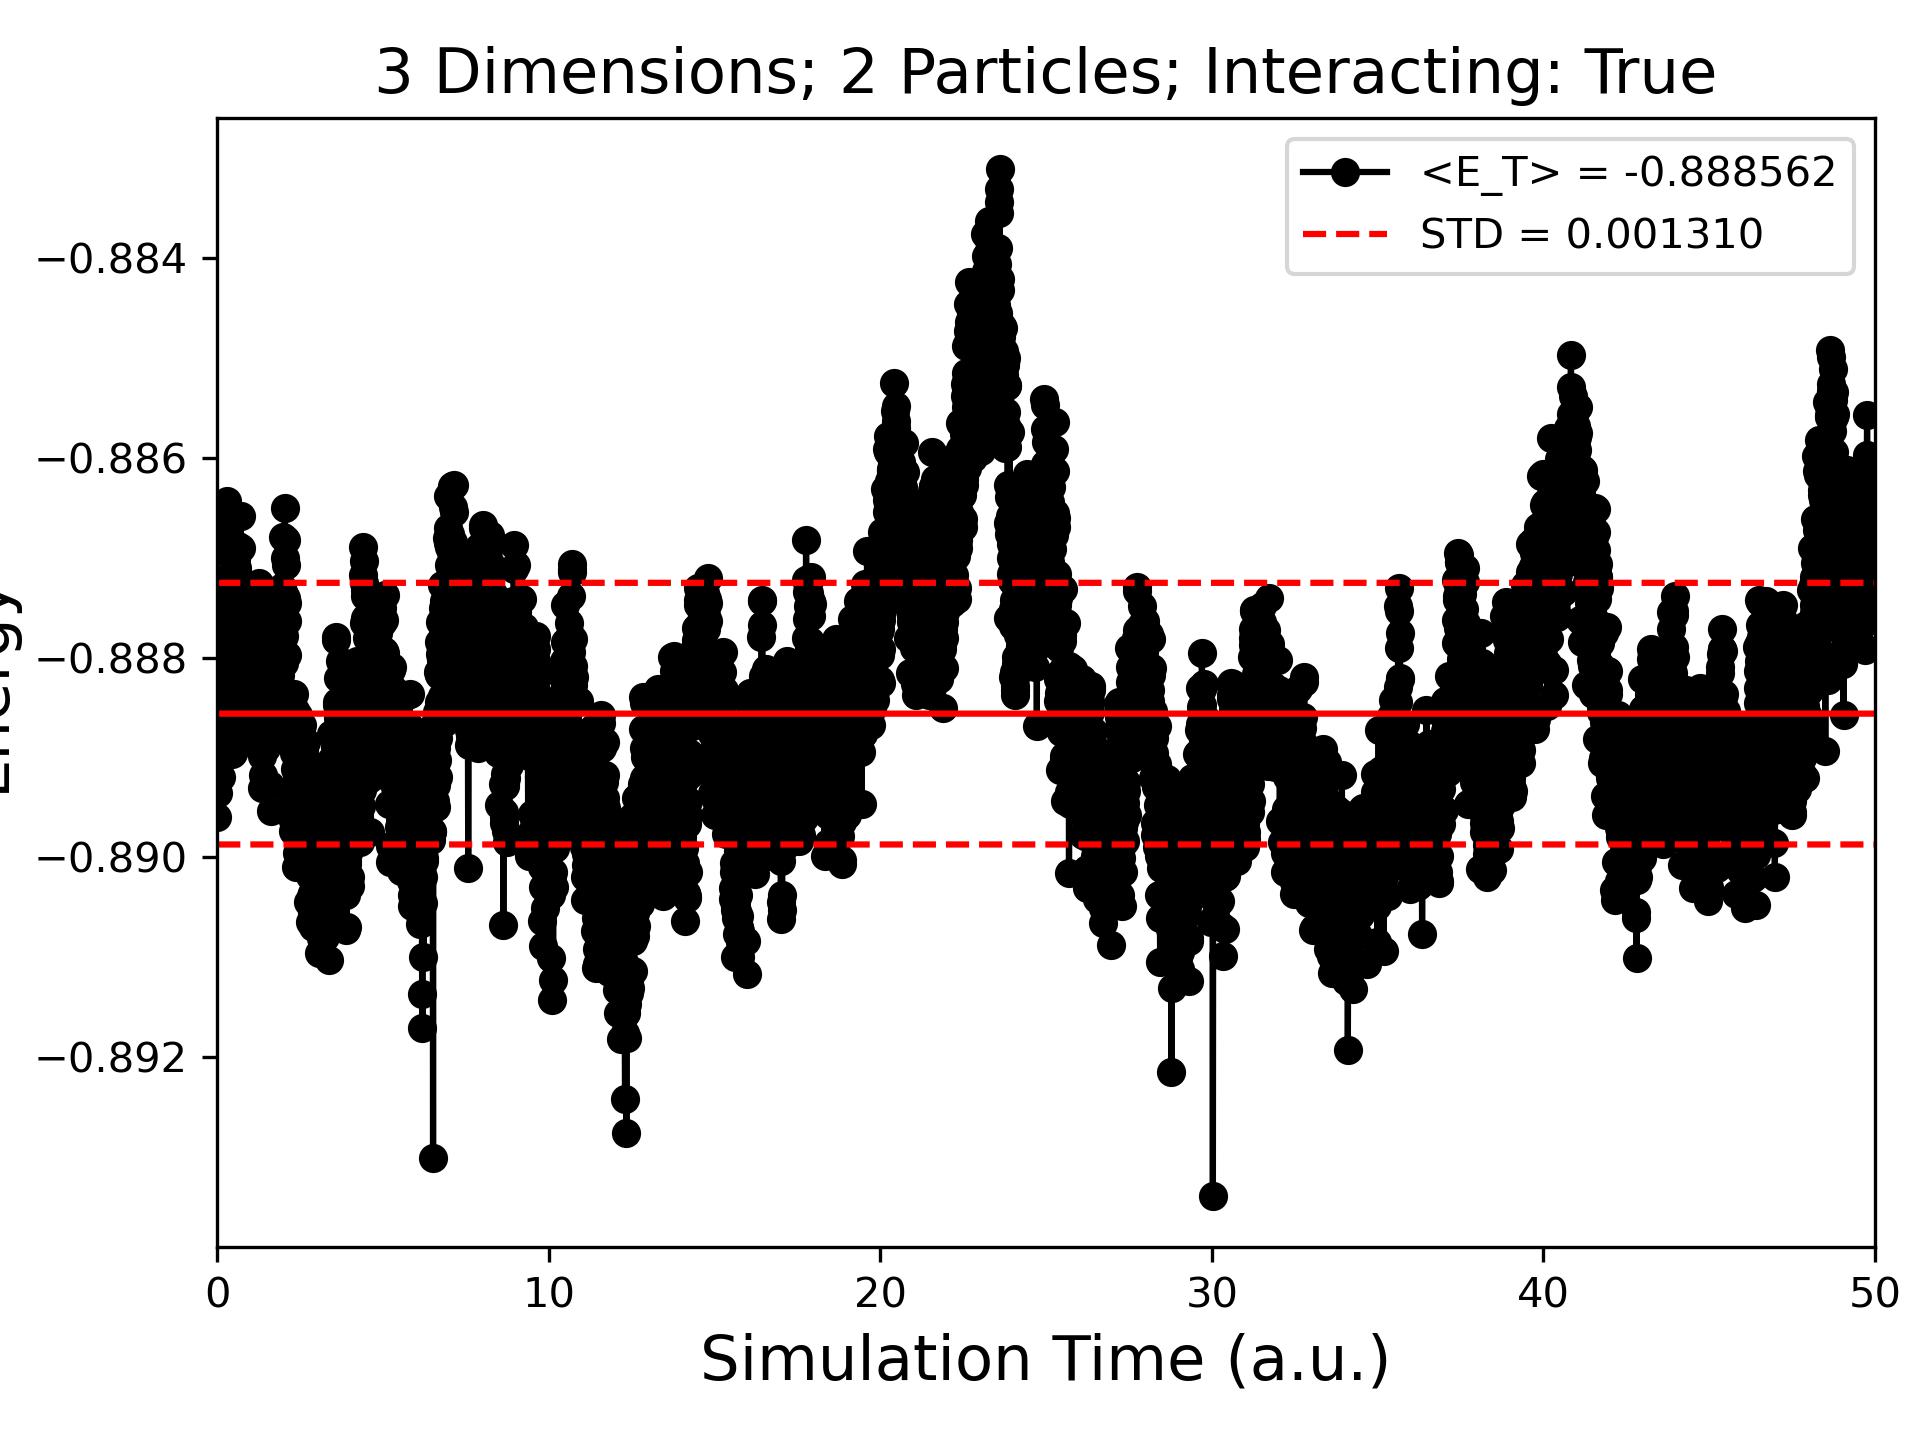 3 Dimensions; 2 Particles; Interacting: True
<E_T> = -0.888562
STD = 0.001310
−0.884
−0.886
−0.888
−0.890
−0.892
Energy
0 10 20 30 40 50
Simulation Time (a.u.)